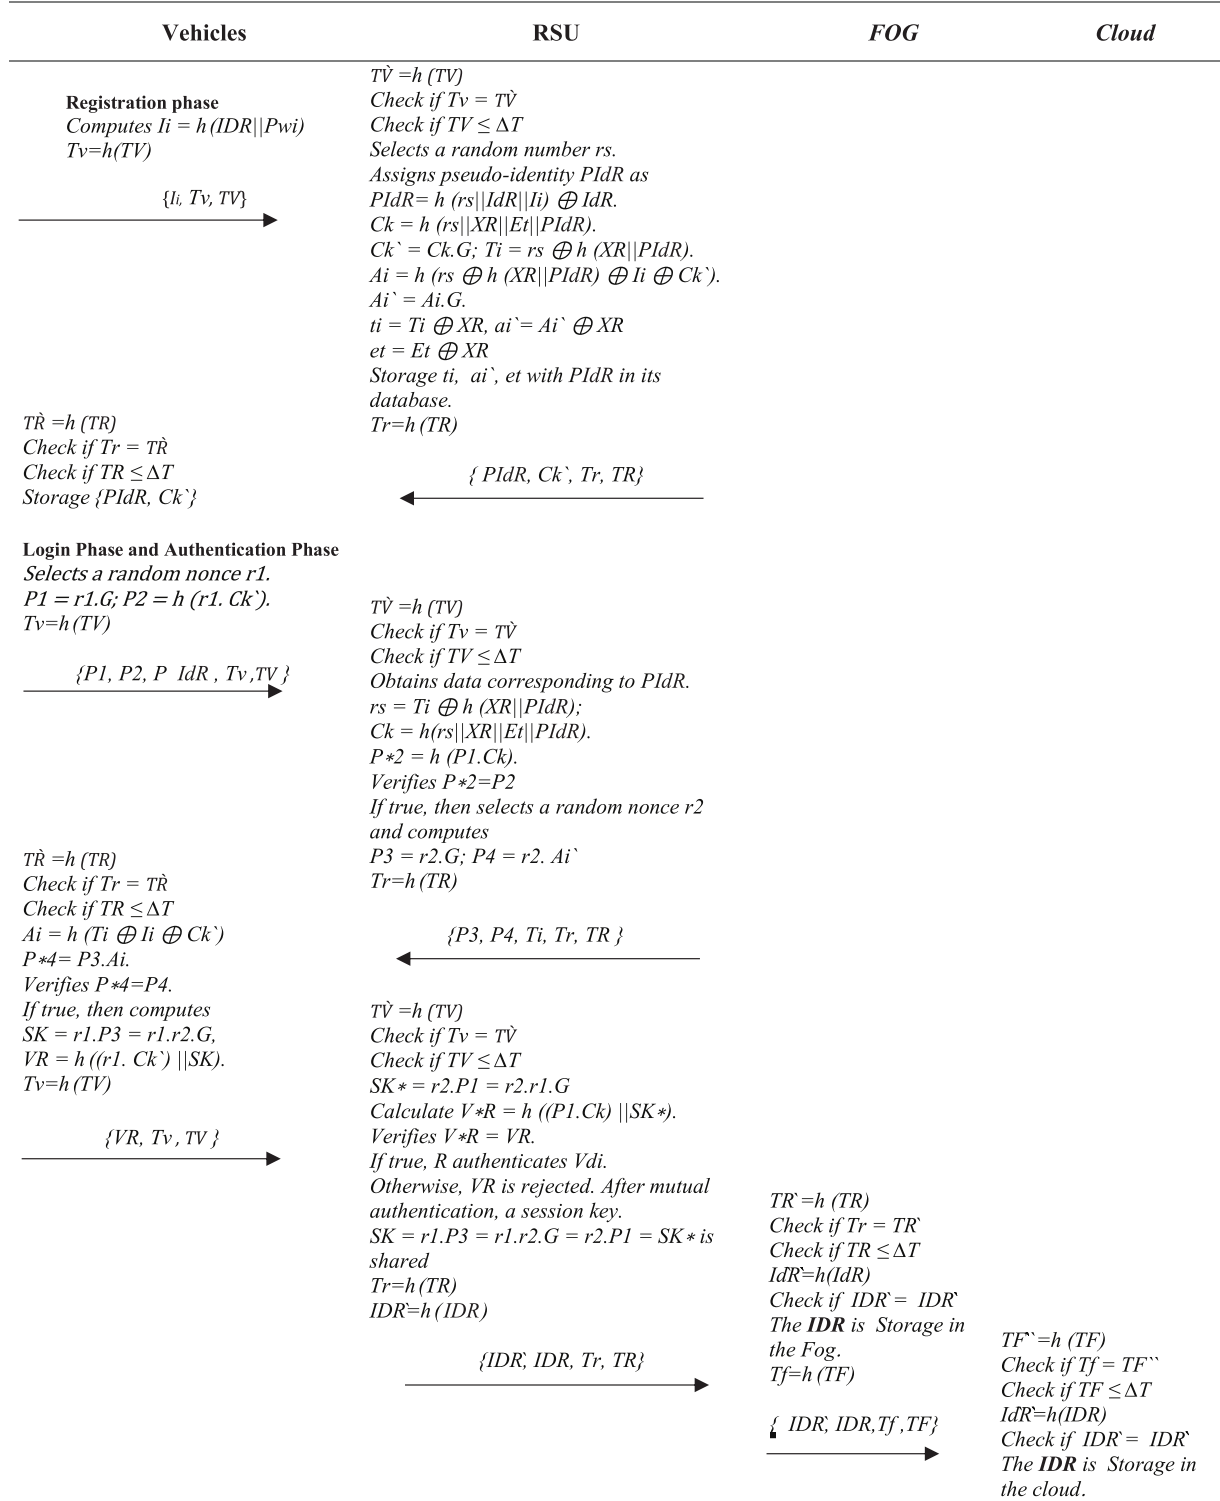 Vehicles RSU FOG Cloud
Registration phase
Computes Ii = h(IDR||Pwi)
Tv=h(TV)
{Ii, Tv, TV}
TV̀ =h (TV)
Check if Tv = TV̀
Check if TV ≤ ΔT
Selects a random number rs.
Assigns pseudo-identity PIdR as
PIdR= h (rs||IdR||Ii) ⊕ IdR.
Ck = h (rs||XR||Et||PIdR).
Ck` = Ck.G; Ti = rs ⊕ h (XR||PIdR).
Ai = h (rs ⊕ h (XR||PIdR) ⊕ Ii ⊕ Ck`).
Ai` = Ai.G.
ti = Ti ⊕ XR, ai`= Ai` ⊕ XR
et = Et ⊕ XR
Storage ti, ai`, et with PIdR in its
database.
Tr=h (TR)
{ PIdR, Ck`, Tr, TR}
TR̀ =h (TR)
Check if Tr = TR̀
Check if TR ≤ ΔT
Storage {PIdR, Ck`}
Login Phase and Authentication Phase
Selects a random nonce r1.
P1 = r1.G; P2 = h (r1. Ck`).
Tv=h (TV)
{P1, P2, P IdR , Tv ,TV }
TV̀ =h (TV)
Check if Tv = TV̀
Check if TV ≤ ΔT
Obtains data corresponding to PIdR.
rs = Ti ⊕ h (XR||PIdR);
Ck = h(rs||XR||Et||PIdR).
P∗2 = h (P1.Ck).
Verifies P∗2=P2
If true, then selects a random nonce r2
and computes
P3 = r2.G; P4 = r2. Ai`
Tr=h (TR)
{P3, P4, Ti, Tr, TR }
TR̀ =h (TR)
Check if Tr = TR̀
Check if TR ≤ ΔT
Ai = h (Ti ⊕ Ii ⊕ Ck`)
P∗4= P3.Ai.
Verifies P∗4=P4.
If true, then computes
SK = r1.P3 = r1.r2.G,
VR = h ((r1. Ck`) ||SK).
Tv=h (TV)
{VR, Tv , TV }
TV̀ =h (TV)
Check if Tv = TV̀
Check if TV ≤ ΔT
SK∗ = r2.P1 = r2.r1.G
Calculate V∗R = h ((P1.Ck) ||SK∗).
Verifies V∗R = VR.
If true, R authenticates Vdi.
Otherwise, VR is rejected. After mutual
authentication, a session key.
SK = r1.P3 = r1.r2.G = r2.P1 = SK∗ is
shared
Tr=h (TR)
IDR`=h (IDR)
{IDR`, IDR, Tr, TR}
TR` =h (TR)
Check if Tr = TR`
Check if TR ≤ ΔT
IdR``=h(IdR)
Check if IDR` = IDR``
The IDR is Storage in
the Fog.
Tf=h (TF)
{ IDR`, IDR,Tf ,TF}
TF`` =h (TF)
Check if Tf = TF``
Check if TF ≤ ΔT
IdR``=h(IDR)
Check if IDR` = IDR``
The IDR is Storage in
the cloud.